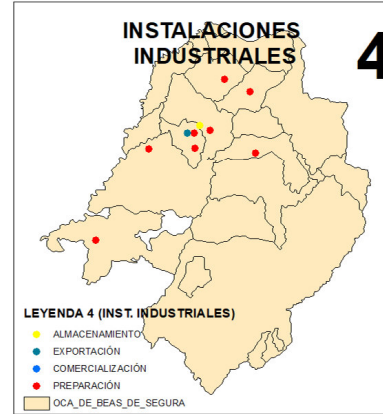 INSTALACIONES
INDUSTRIALES
4
LEYENDA 4 (INST. INDUSTRIALES)
ALMACENAMIENTO
EXPORTACIÓN
COMERCIALIZACIÓN
PREPARACIÓN
OCA_DE_BEAS_DE_SEGURA